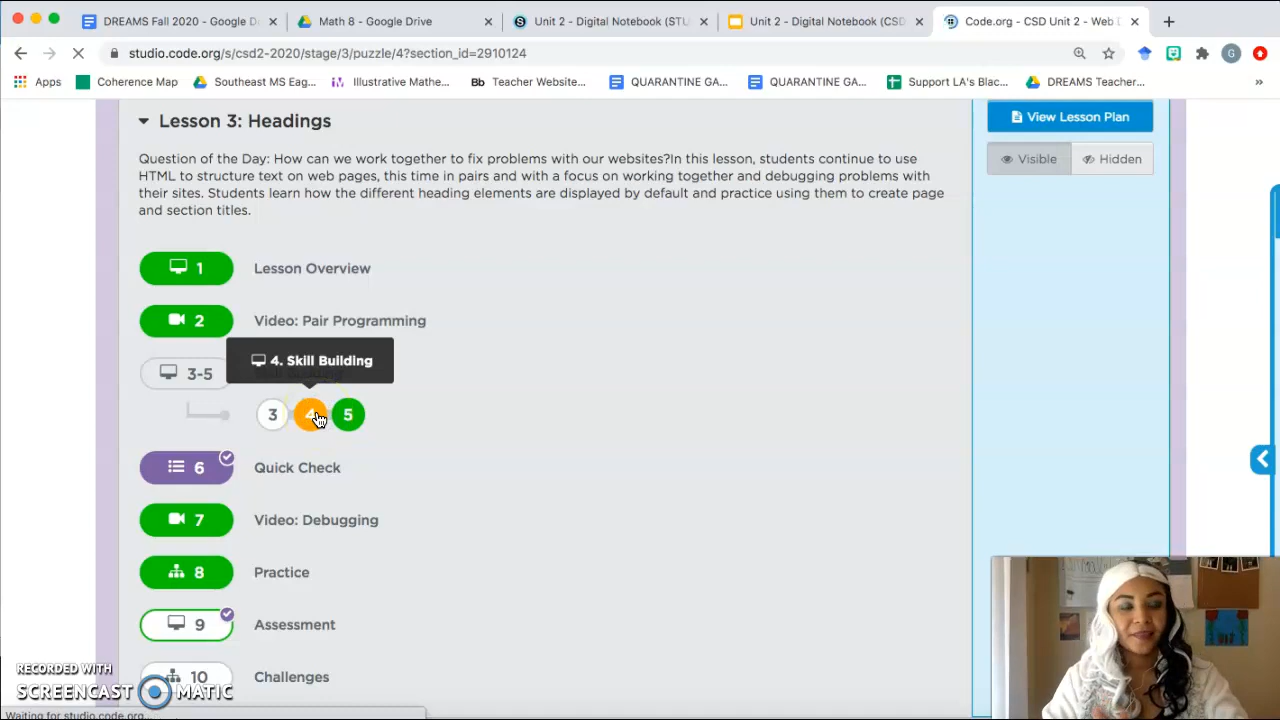 DREAMS Fall 2020 - Google D
Math 8 - Google Drive
Unit 2 - Digital Notebook (STU
Unit 2 - Digital Notebook (CSD
Code.org - CSD Unit 2 - Web D
studio.code.org/s/csd2-2020/stage/3/puzzle/4?section_id=2910124
G
Apps
Coherence Map
Southeast MS Eag...
Illustrative Mathe...
Bb Teacher Website...
QUARANTINE GA...
QUARANTINE GA...
Support LA's Blac...
DREAMS Teacher...
»
Lesson 3: Headings
View Lesson Plan
Visible
Hidden
Question of the Day: How can we work together to fix problems with our websites?In this lesson, students continue to use
HTML to structure text on web pages, this time in pairs and with a focus on working together and debugging problems with
their sites. Students learn how the different heading elements are displayed by default and practice using them to create page
and section titles.
1 Lesson Overview
2 Video: Pair Programming
4. Skill Building
3-5
3 4 5
6 Quick Check
7 Video: Debugging
8 Practice
9 Assessment
10 Challenges
RECORDED WITH
SCREENCAST MATIC
Waiting for studio.code.org...